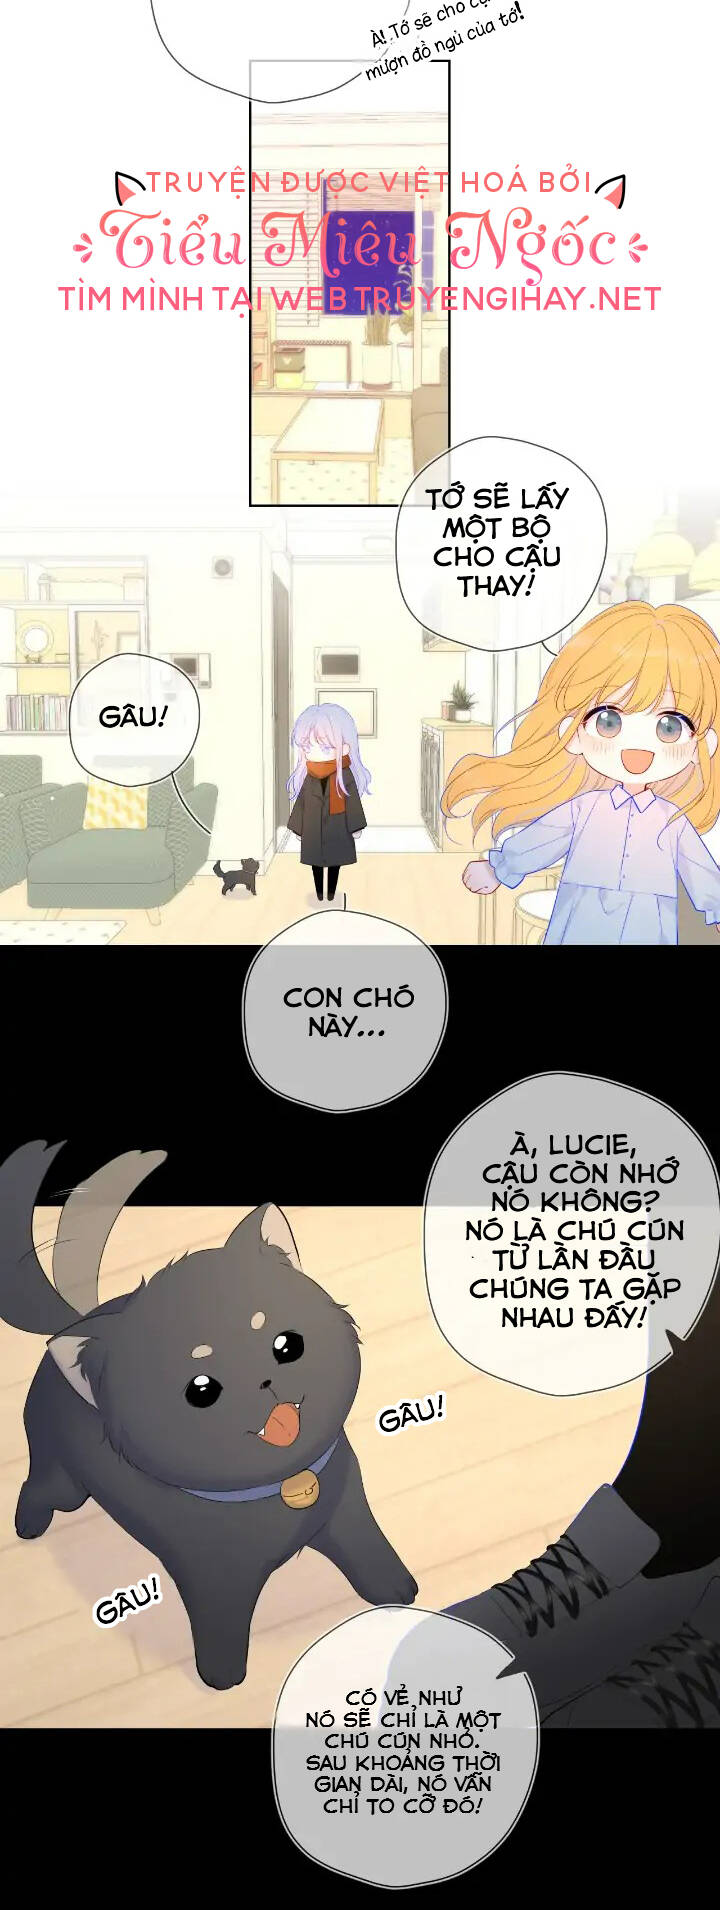 À! Tớ sẽ cho cậu
mượn đồ ngủ của tớ!
TRUYỆN ĐƯỢC VIỆT HOÁ BỞI
TIỂU MIÊU NGỐC
TÌM MÌNH TẠI WEB TRUYENGIHAY.NET
TỚ SẼ LẤY
MỘT BỘ
CHO CẬU
THAY!
GÂU!
CON CHÓ
NÀY...
À, LUCIE,
CẬU CÒN NHỚ
NÓ KHÔNG?
NÓ LÀ CHÚ CÚN
TỪ LẦN ĐẦU
CHÚNG TA GẶP
NHAU ĐẤY!
GÂU!
GÂU!
CÓ VẺ NHƯ
NÓ SẼ CHỈ LÀ MỘT
CHÚ CÚN NHỎ.
SAU KHOẢNG THỜI
GIAN DÀI, NÓ VẪN
CHỈ TO CỠ ĐÓ!